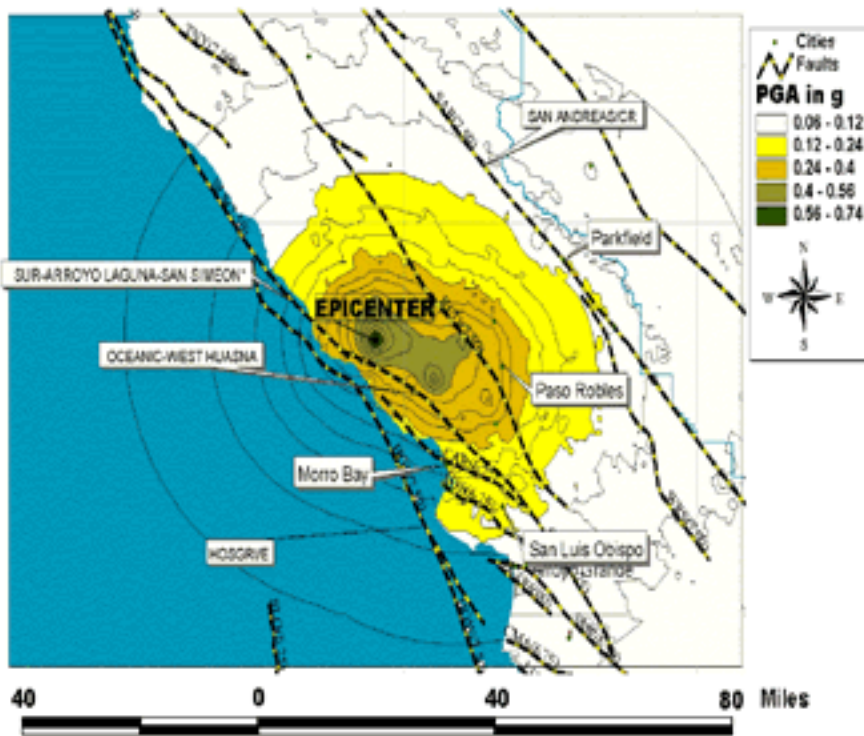 Cities
Faults
PGA in g
0.06 - 0.12
0.12 - 0.24
0.24 - 0.4
0.4 - 0.56
0.56 - 0.74
N
W E
S
SAN ANDREAS/CR
Parkfield
SUR-ARROYO LAGUNA-SAN SIMEON*
EPICENTER
OCEANIC-WEST HUASNA
Paso Robles
Morro Bay
HOSGRIE
San Luis Obispo
40 0 40 80 Miles